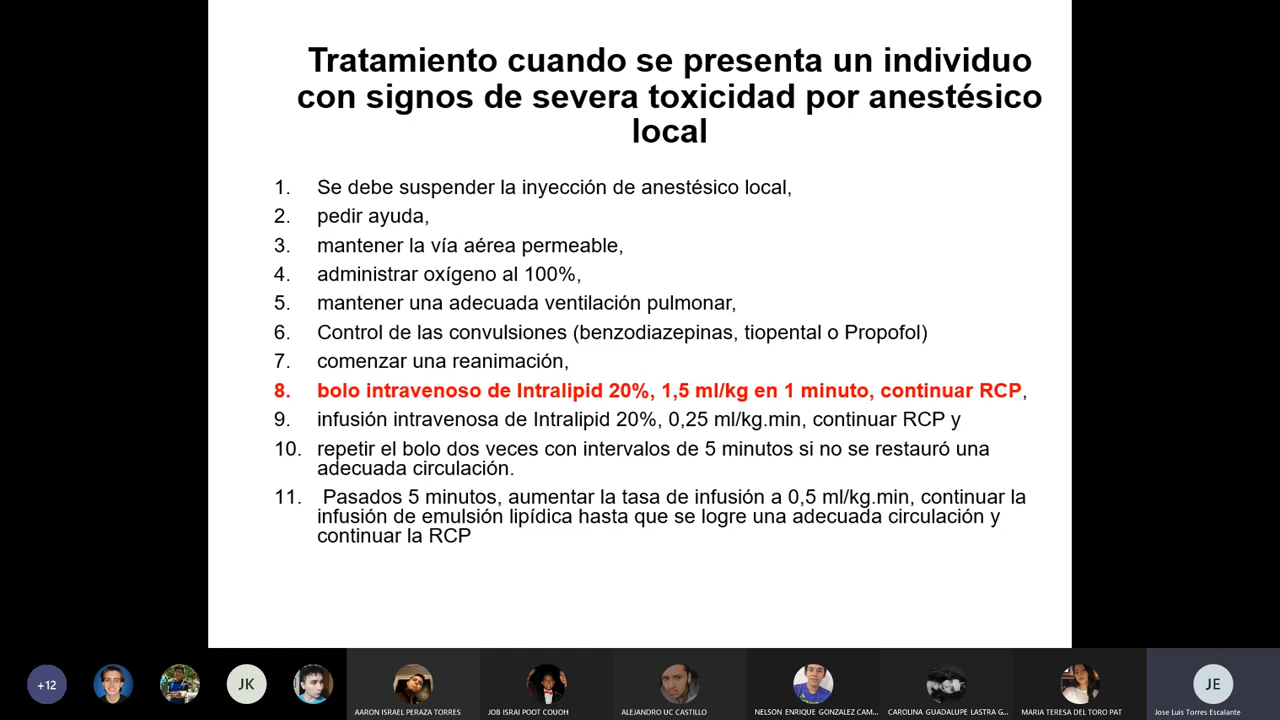 Tratamiento cuando se presenta un individuo
con signos de severa toxicidad por anestésico
local
1. Se debe suspender la inyección de anestésico local,
2. pedir ayuda,
3. mantener la vía aérea permeable,
4. administrar oxígeno al 100%,
5. mantener una adecuada ventilación pulmonar,
6. Control de las convulsiones (benzodiazepinas, tiopental o Propofol)
7. comenzar una reanimación,
8. bolo intravenoso de Intralipid 20%, 1,5 ml/kg en 1 minuto, continuar RCP,
9. infusión intravenosa de Intralipid 20%, 0,25 ml/kg.min, continuar RCP y
10. repetir el bolo dos veces con intervalos de 5 minutos si no se restauró una
adecuada circulación.
11. Pasados 5 minutos, aumentar la tasa de infusión a 0,5 ml/kg.min, continuar la
infusión de emulsión lipídica hasta que se logre una adecuada circulación y
continuar la RCP
+12
JK
AARON ISRAEL PERAZA TORRES
JOB ISRAI POOT COUOH
ALEJANDRO UC CASTILLO
NELSON ENRIQUE GONZALEZ CAM...
CAROLINA GUADALUPE LASTRA G...
MARIA TERESA DEL TORO PAT
JE
Jose Luis Torres Escalante